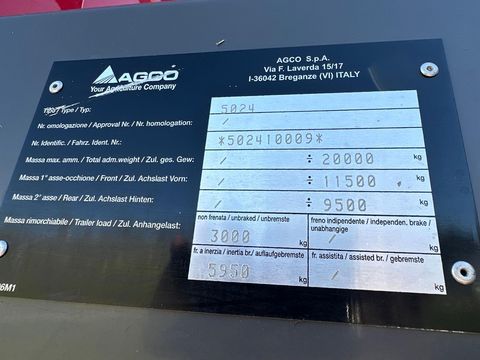 AGCO
Your Agriculture Company
AGCO S.p.A.
Via F. Laverda 15/17
I-36042 Breganze (VI) ITALY
Tipo / Type / Typ: 5024
Nr. omologazione / Approval Nr. / Nr. homologation: /
Nr. Identific. / Fahrz. Ident. Nr.: *502410009*
Massa max. amm. / Total adm.weight / Zul. ges. Gew: / ÷ 20000 kg
Massa 1° asse-occhione / Front / Zul. Achslast Vorn: / ÷ 11500 kg
Massa 2° asse / Rear / Zul. Achslast Hinten: / ÷ 9500 kg
Massa rimorchiabile / Trailer load / Zul. Anhangelast:
non frenata / unbraked / unbremste
3000 kg
freno indipendente / independen. brake / unabhangige
/ kg
fr. a inerzia / inertia br./ auflaufgebremste
5950 kg
fr. assistita / assisted br. / gebremste
/ kg